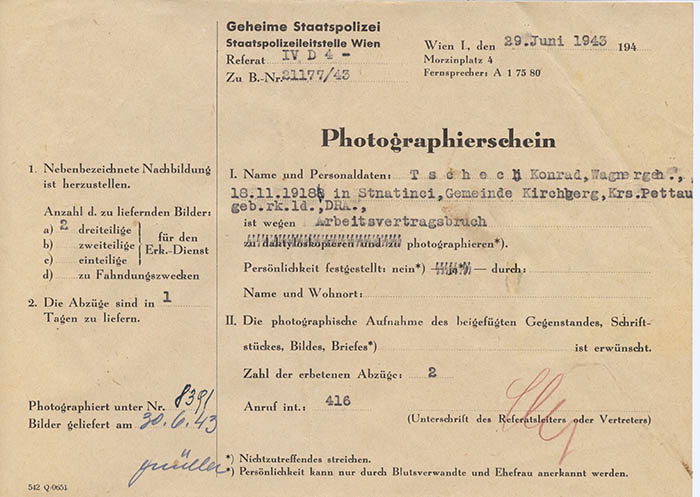 Geheime Staatspolizei
Staatspolizeileitstelle Wien
Referat IV D 4 -
Zu B.-Nr. 21177/43
Wien I., den 29.Juni 1943 194
Morzinplatz 4
Fernsprecher: A 1 75 80
Photographierschein
1. Nebenbezeichnete Nachbildung
ist herzustellen.
Anzahl d. zu liefernden Bilder:
a) 2 dreiteilige
b) zweiteilige
c) einteilige
für den
Erk.-Dienst
d) zu Fahndungszwecken
2. Die Abzüge sind in 1
Tagen zu liefern.
Photographiert unter Nr. 8391
Bilder geliefert am 30.6.43
542 Q-0651
I. Name und Personaldaten: T s c h e c h Konrad, Wagnergeh.,
18.11.1918 in Stnatinci, Gemeinde Kirchberg, Krs.Pettau
geb.rk.ld., DRA.,
ist wegen Arbeitsvertragsbruch
zu daktyloskopieren und zu photographieren*).
Persönlichkeit festgestellt: nein*) — ja*) — durch:
Name und Wohnort:
II. Die photographische Aufnahme des beigefügten Gegenstandes, Schrift-
stückes, Bildes, Briefes*) ist erwünscht.
Zahl der erbetenen Abzüge: 2
Anruf int.: 416
(Unterschrift des Referatsleiters oder Vertreters)
*) Nichtzutreffendes streichen.
*) Persönlichkeit kann nur durch Blutsverwandte und Ehefrau anerkannt werden.